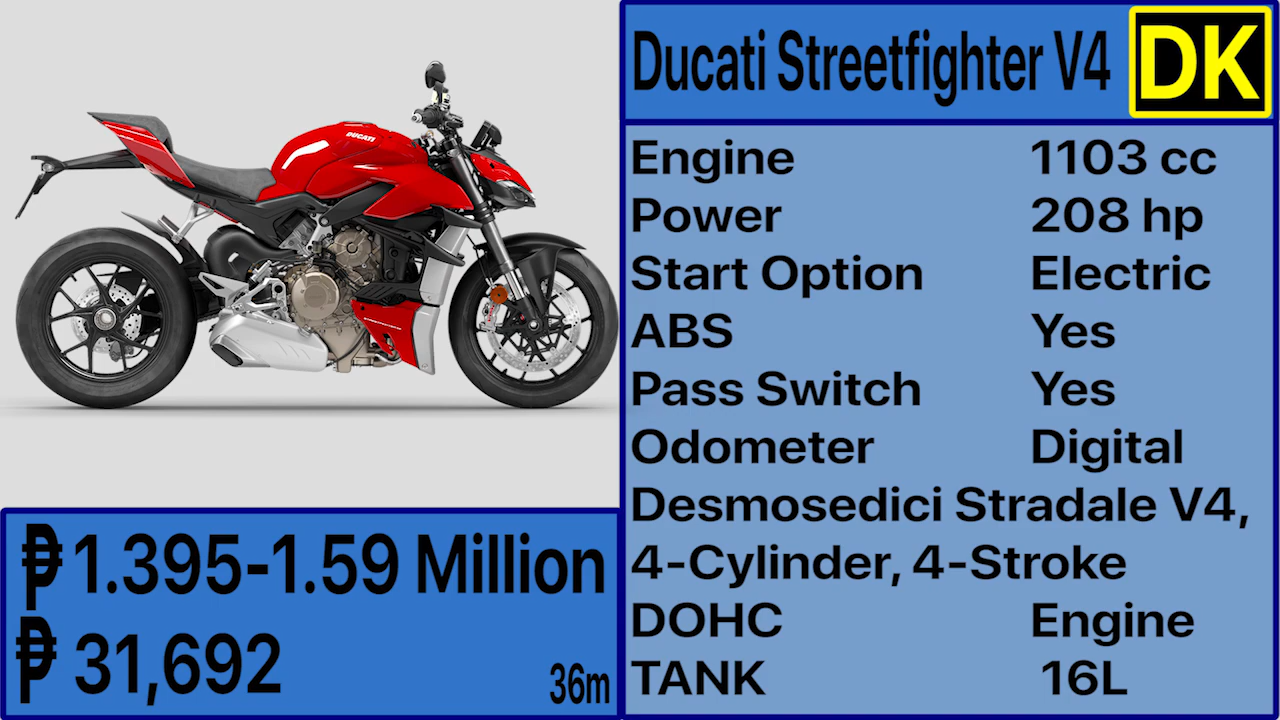 Ducati Streetfighter V4 DK
DUCATI
Engine 1103 cc
Power 208 hp
Start Option Electric
ABS Yes
Pass Switch Yes
Odometer Digital
Desmosedici Stradale V4,
4-Cylinder, 4-Stroke
DOHC Engine
TANK 16L
₱1.395-1.59 Million
₱ 31,692 36m